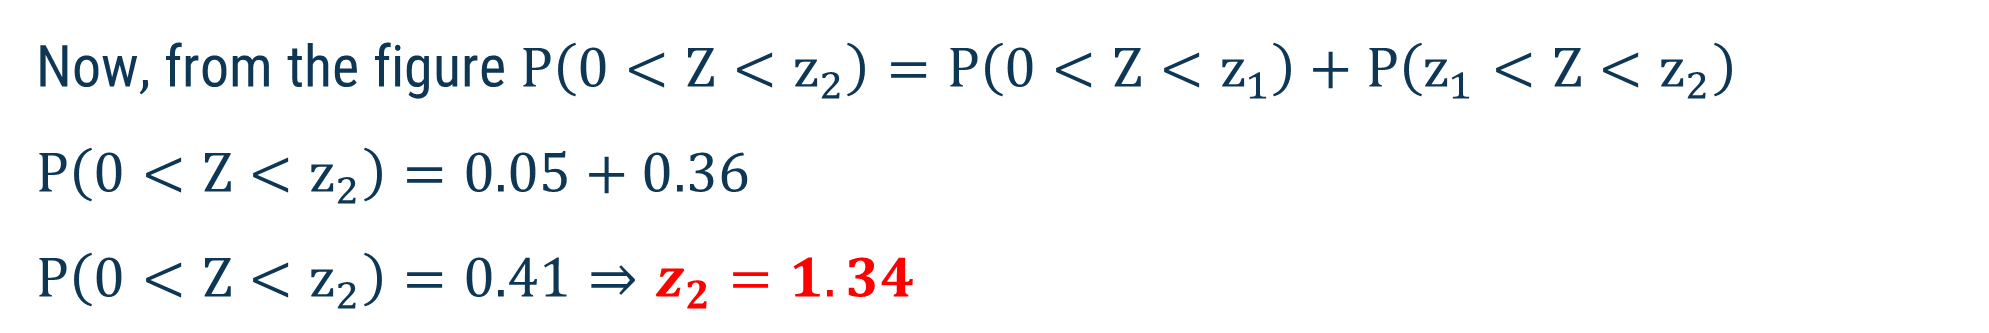 Now, from the figure P(0 < Z < z₂) = P(0 < Z < z₁) + P(z₁ < Z < z₂)
P(0 < Z < z₂) = 0.05 + 0.36
P(0 < Z < z₂) = 0.41 ⇒ z₂ = 1.34